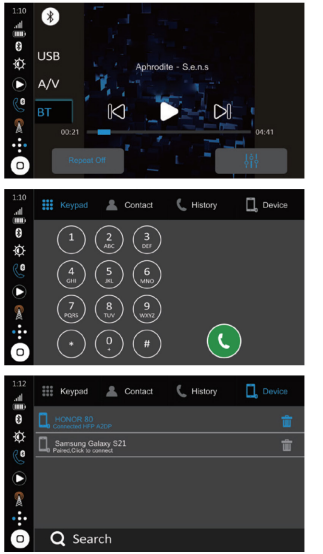 1:10
USB
A/V
BT
Aphrodite - S.e.n.s
00:21
04:41
Repeat Off
1:10
Keypad
Contact
History
Device
1
2
ABC
3
DEF
4
GHI
5
JKL
6
MNO
7
PQRS
8
TUV
9
WXYZ
*
0
+
#
1:12
Keypad
Contact
History
Device
HONOR 80
Connected HFP A2DP
Samsung Galaxy S21
Paired,Click to connect
Search